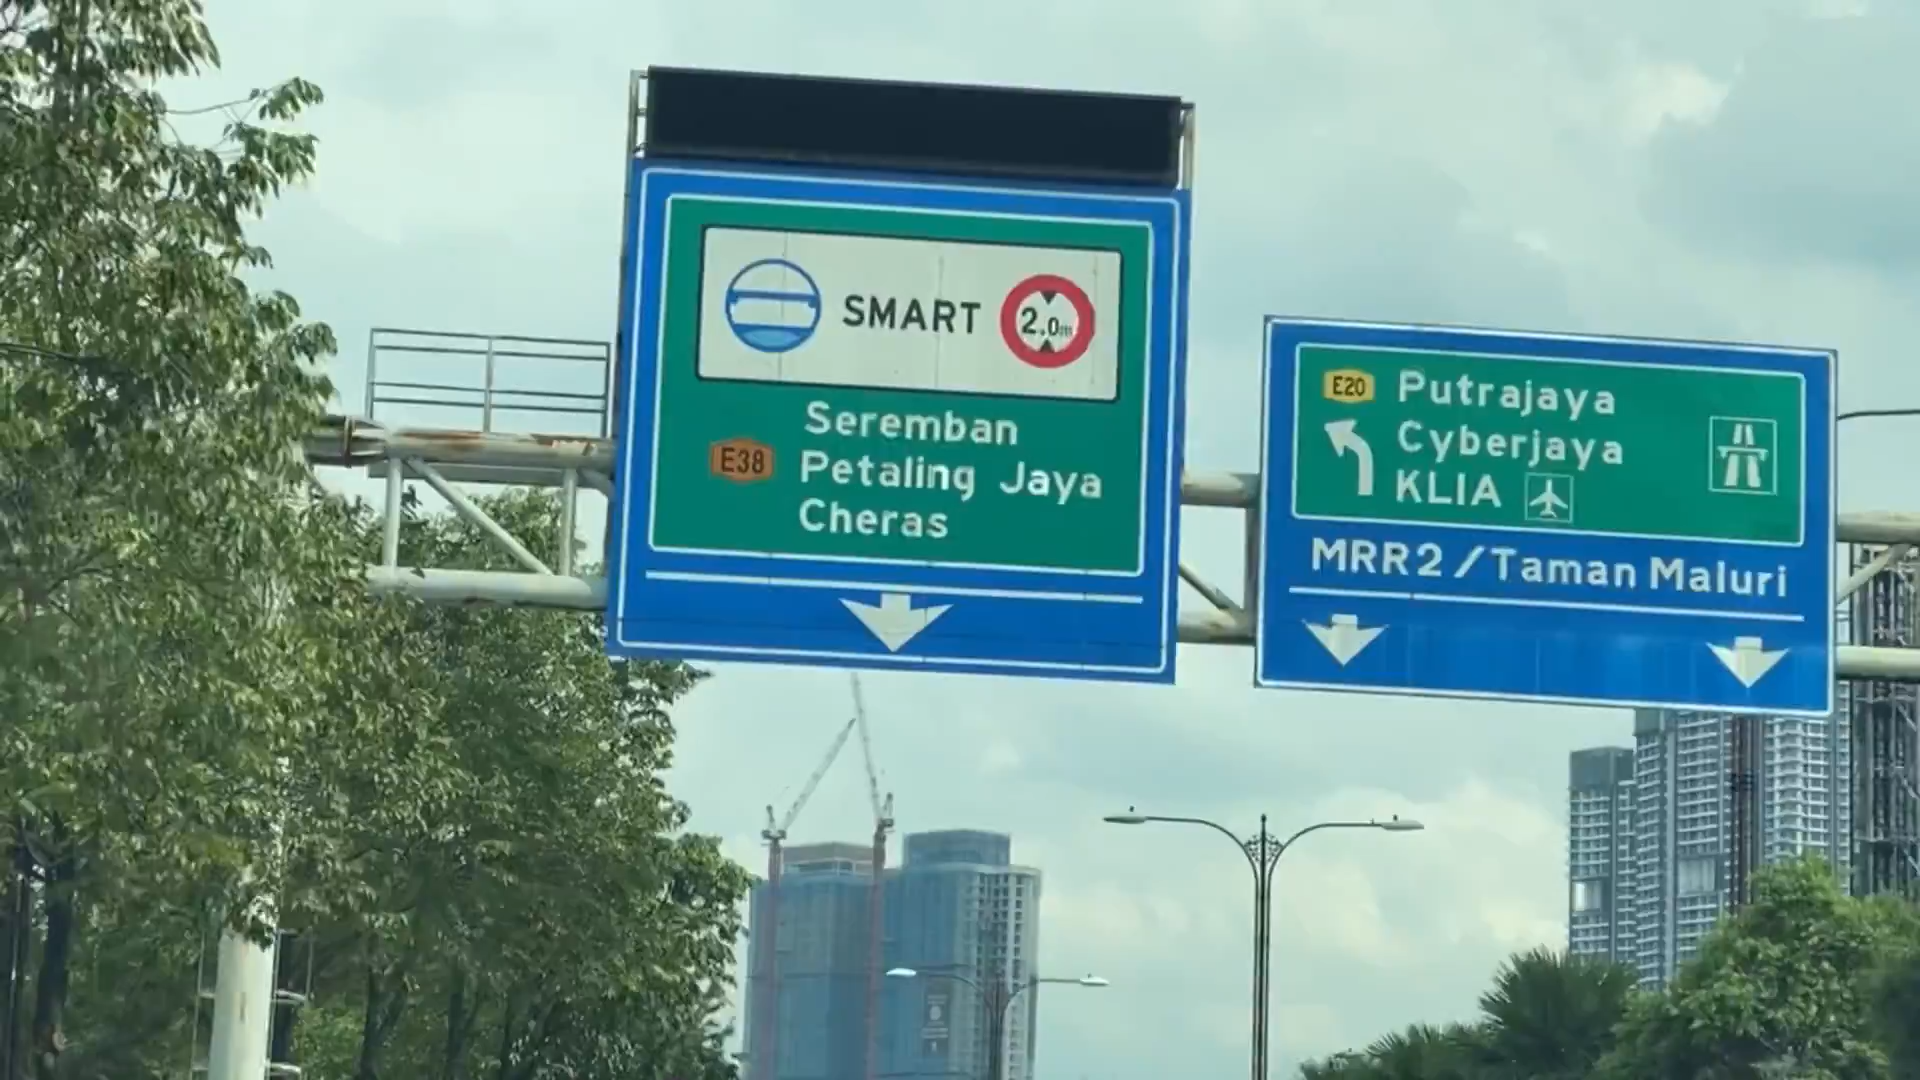 SMART
2.0m
Seremban
E38
Petaling Jaya
Cheras
E20
Putrajaya
Cyberjaya
KLIA
MRR2/Taman Maluri